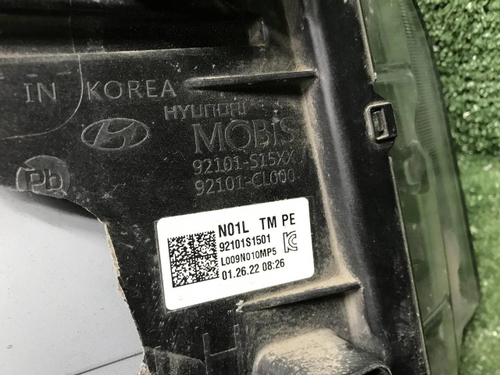 IN KOREA
HYUNDAI
MOBIS
92101-S15XX
92101-CL000
Pb
N01L TM PE
92101S1501
L009N010MP5
01.26.22 08:26